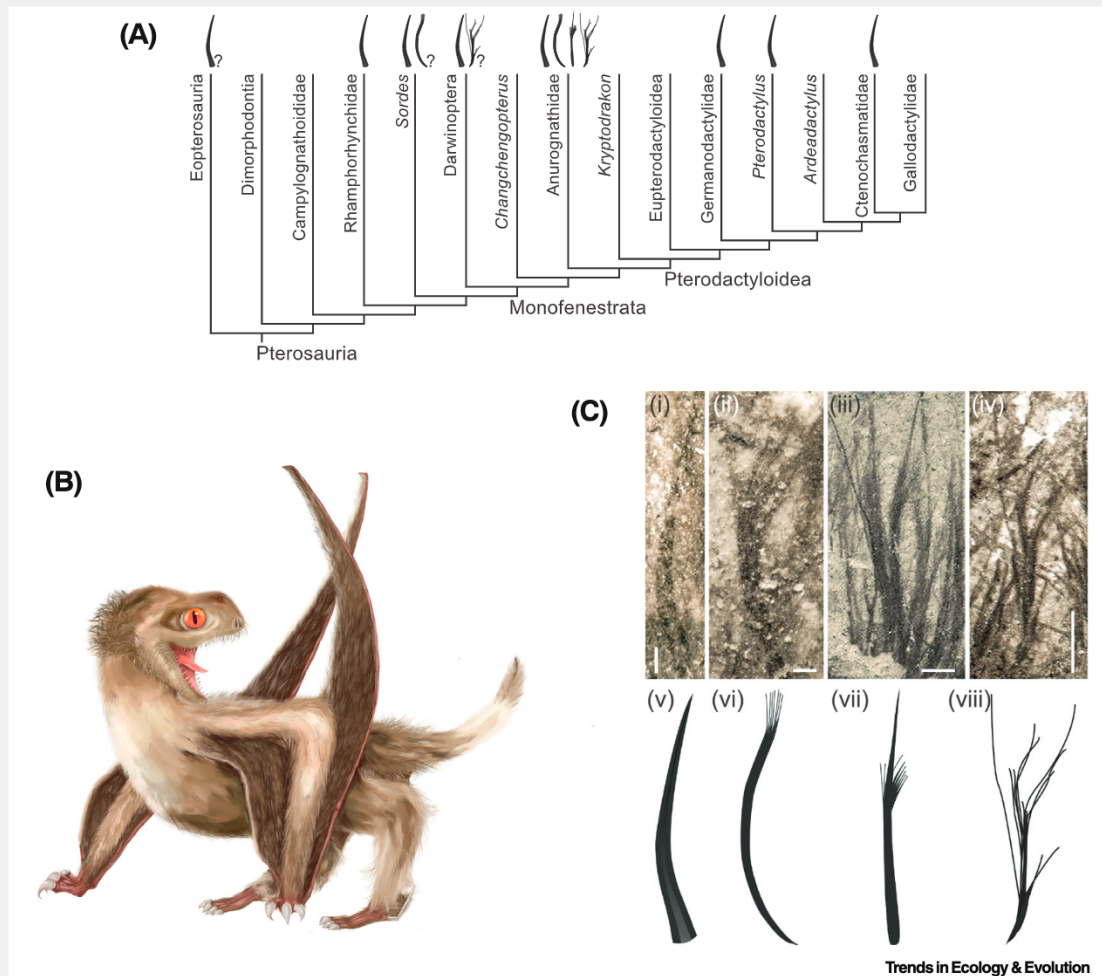 (A)
? ? ?
Eopterosauria
Dimorphodontia
Campylognathoididae
Rhamphorhynchidae
Sordes
Darwinoptera
Changchengopterus
Anurognathidae
Kryptodrakon
Eupterodactyloidea
Germanodactylidae
Pterodactylus
Ardeadactylus
Ctenochasmatidae
Gallodactylidae
Pterodactyloidea
Monofenestrata
Pterosauria
(B)
(C)
(i) (ii) (iii) (iv)
(v) (vi) (vii) (viii)
Trends in Ecology & Evolution